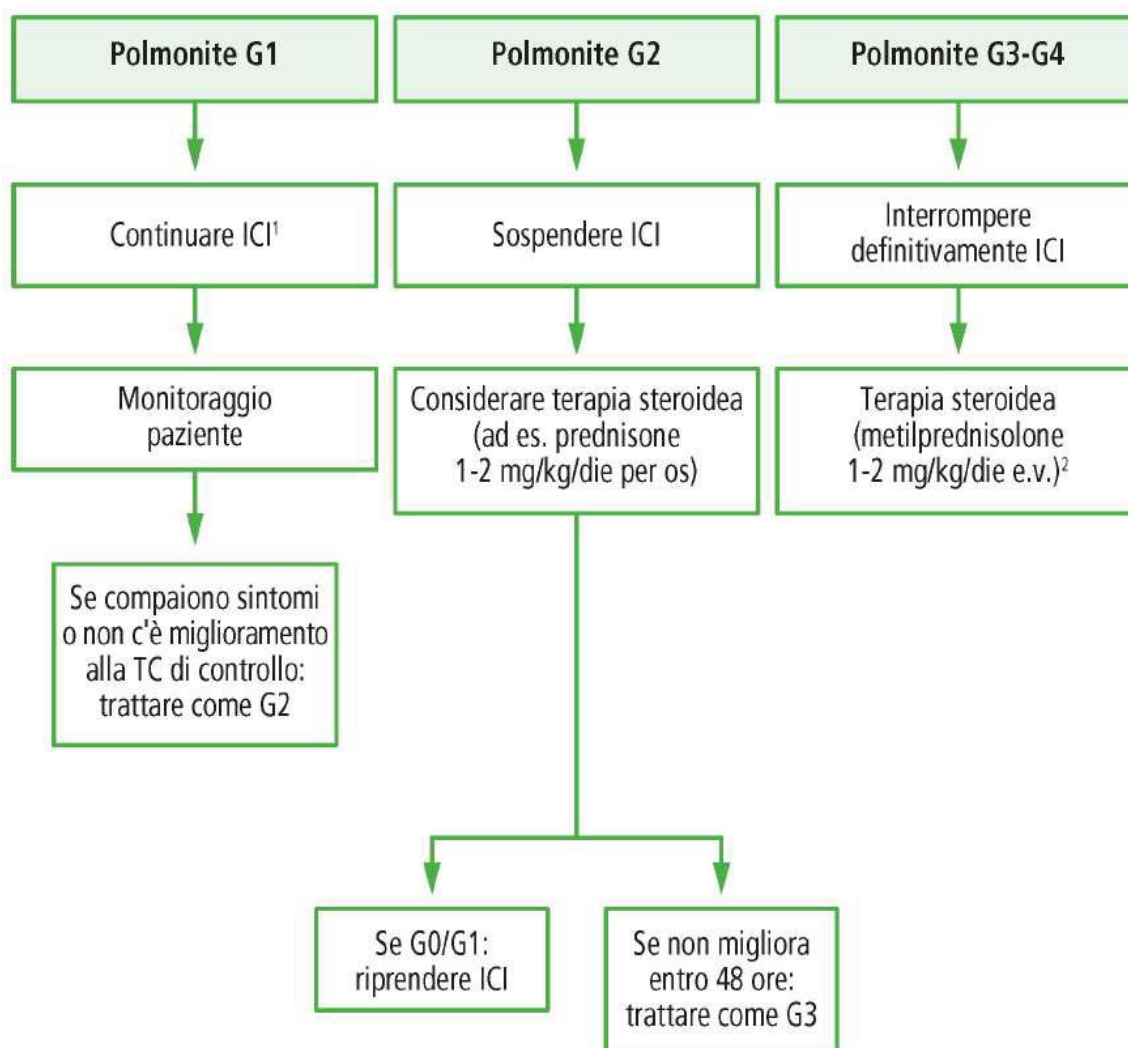 Polmonite G1
Polmonite G2
Polmonite G3-G4
Continuare ICI¹
Sospendere ICI
Interrompere
definitivamente ICI
Monitoraggio
paziente
Considerare terapia steroidea
(ad es. prednisone
1-2 mg/kg/die per os)
Terapia steroidea
(metilprednisolone
1-2 mg/kg/die e.v.)²
Se compaiono sintomi
o non c'è miglioramento
alla TC di controllo:
trattare come G2
Se G0/G1:
riprendere ICI
Se non migliora
entro 48 ore:
trattare come G3